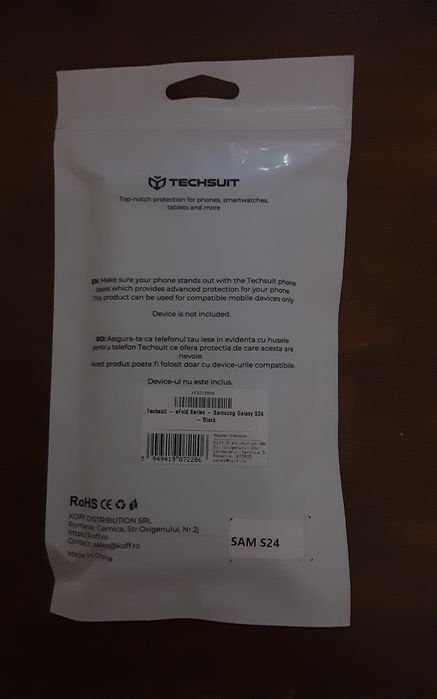 TECHSUIT
Top-notch protection for phones, smartwatches,
tablets and more
EN: Make sure your phone stands out with the Techsuit phone
cases which provides advanced protection for your phone.
This product can be used for compatible mobile devices only.
Device is not included.
RO: Asigura-te ca telefonul tau iese in evidenta cu husele
pentru telefon Techsuit ce ofera protectia de care acesta are
nevoie.
Acest produs poate fi folosit doar cu device-urile compatibile.
Device-ul nu este inclus.
Techsuit - eFold Series - Samsung Galaxy S24
- Black
5 949419 072206
Koff Distribution SRL
RoHS CE
KOFF DISTRIBUTION SRL
Romania, Cernica, Str.Oxigenului, Nr.2j
https://koff.ro
Contact: sales@koff.ro
Made in China
SAM S24